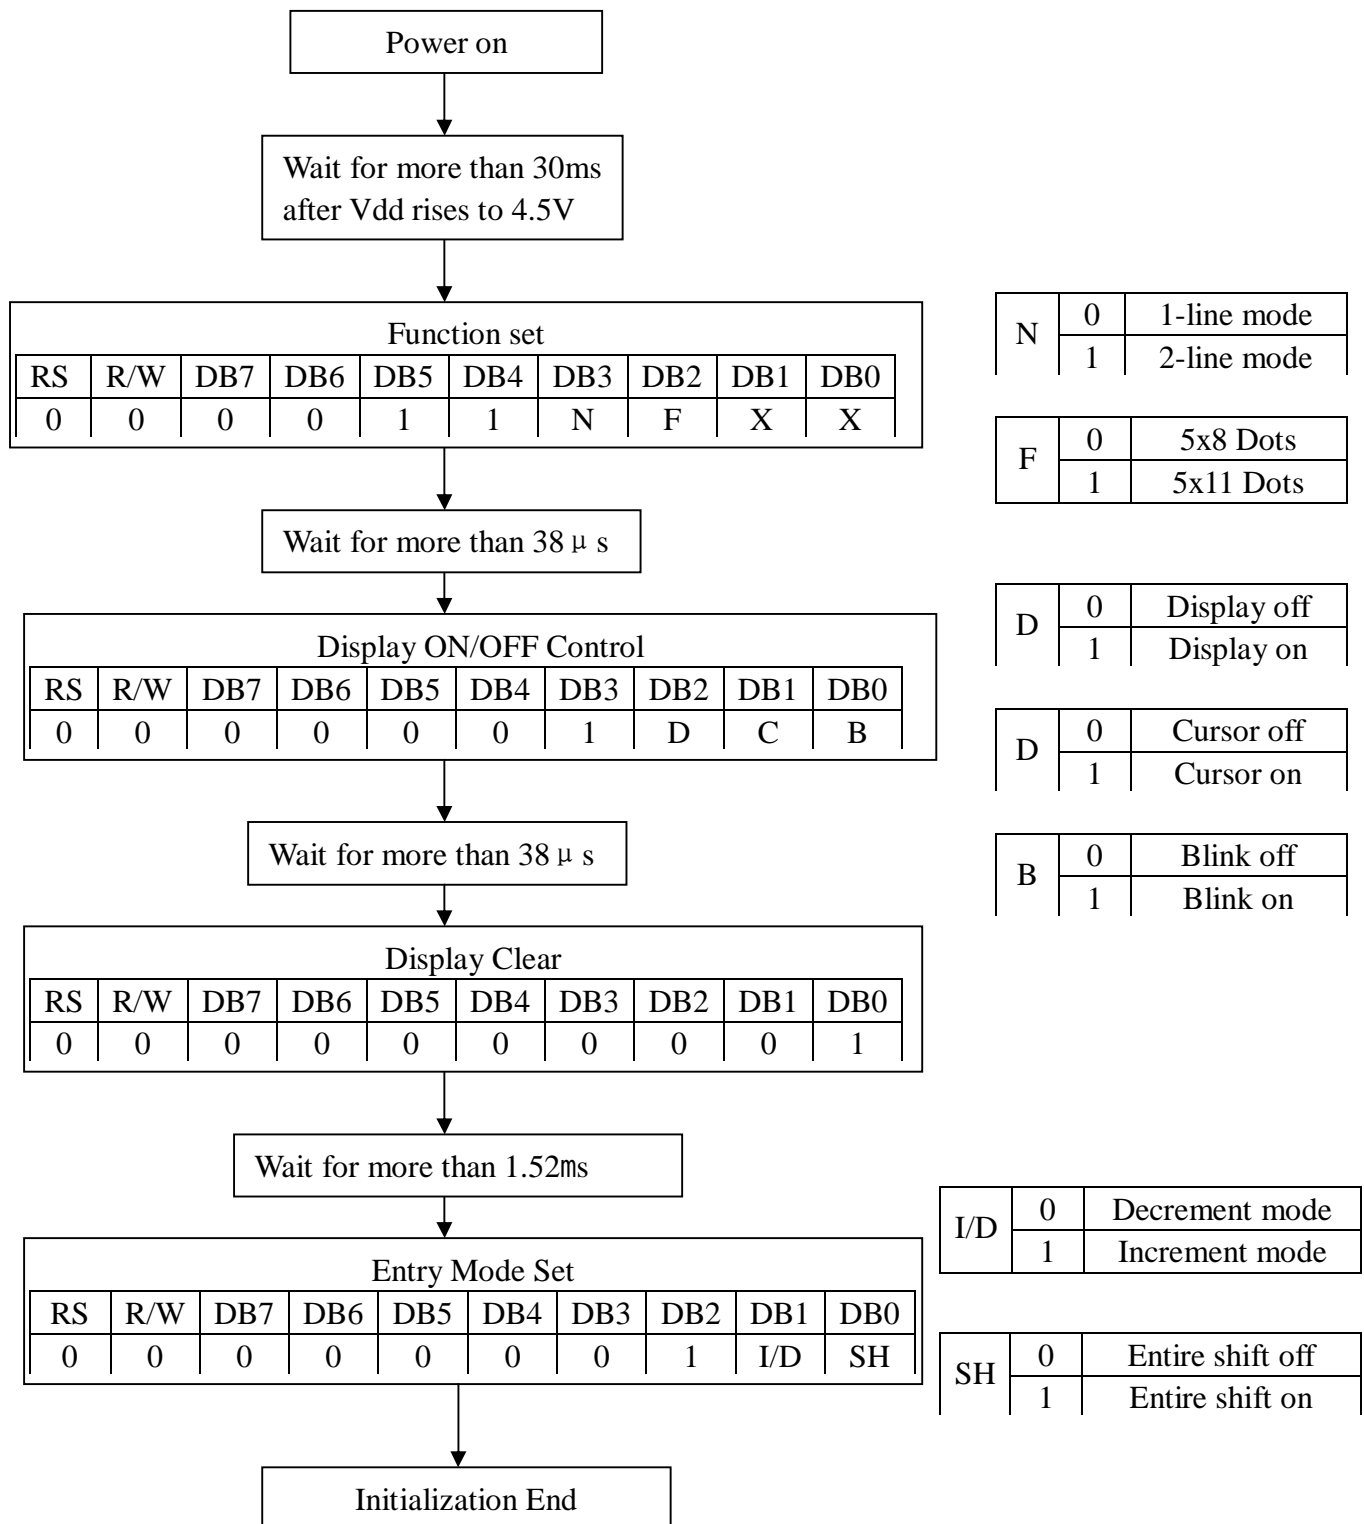 Power on
Wait for more than 30ms
after Vdd rises to 4.5V
Function set
RS R/W DB7 DB6 DB5 DB4 DB3 DB2 DB1 DB0
0 0 0 0 1 1 N F X X
N 0 1-line mode
1 2-line mode
F 0 5x8 Dots
1 5x11 Dots
Wait for more than 38μs
Display ON/OFF Control
RS R/W DB7 DB6 DB5 DB4 DB3 DB2 DB1 DB0
0 0 0 0 0 0 1 D C B
D 0 Display off
1 Display on
D 0 Cursor off
1 Cursor on
B 0 Blink off
1 Blink on
Wait for more than 38μs
Display Clear
RS R/W DB7 DB6 DB5 DB4 DB3 DB2 DB1 DB0
0 0 0 0 0 0 0 0 0 1
Wait for more than 1.52ms
Entry Mode Set
RS R/W DB7 DB6 DB5 DB4 DB3 DB2 DB1 DB0
0 0 0 0 0 0 0 1 I/D SH
I/D 0 Decrement mode
1 Increment mode
SH 0 Entire shift off
1 Entire shift on
Initialization End